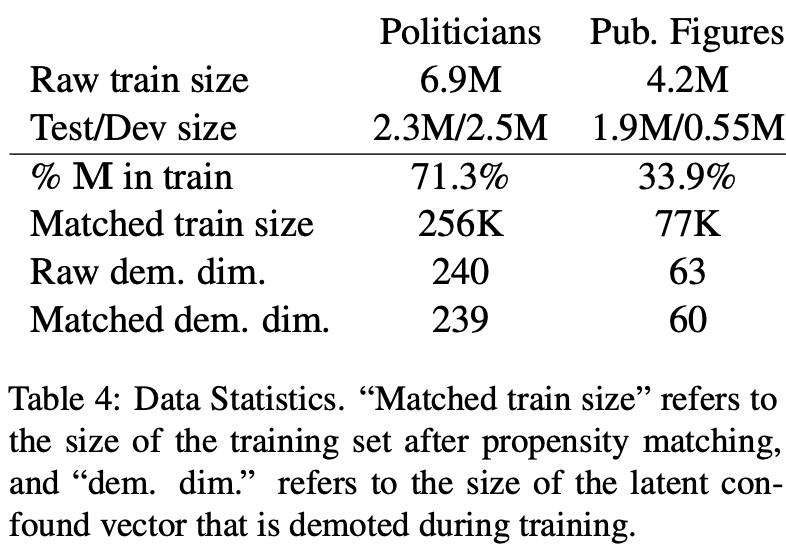 Politicians Pub. Figures
Raw train size 6.9M 4.2M
Test/Dev size 2.3M/2.5M 1.9M/0.55M
% M in train 71.3% 33.9%
Matched train size 256K 77K
Raw dem. dim. 240 63
Matched dem. dim. 239 60
Table 4: Data Statistics. “Matched train size” refers to
the size of the training set after propensity matching,
and “dem. dim.” refers to the size of the latent con-
found vector that is demoted during training.